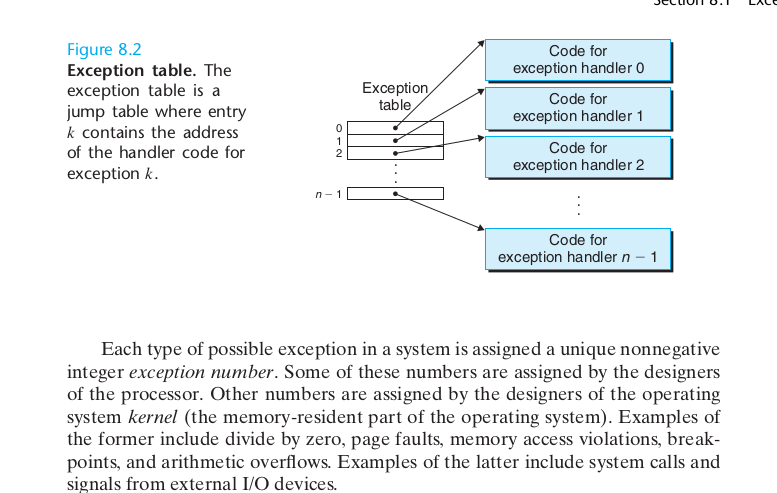 Section 8.1
Figure 8.2
Exception table. The
exception table is a
jump table where entry
k contains the address
of the handler code for
exception k.
Exception
table
0
1
2
n − 1
Code for
exception handler 0
Code for
exception handler 1
Code for
exception handler 2
Code for
exception handler n − 1
Each type of possible exception in a system is assigned a unique nonnegative
integer exception number. Some of these numbers are assigned by the designers
of the processor. Other numbers are assigned by the designers of the operating
system kernel (the memory-resident part of the operating system). Examples of
the former include divide by zero, page faults, memory access violations, break-
points, and arithmetic overflows. Examples of the latter include system calls and
signals from external I/O devices.